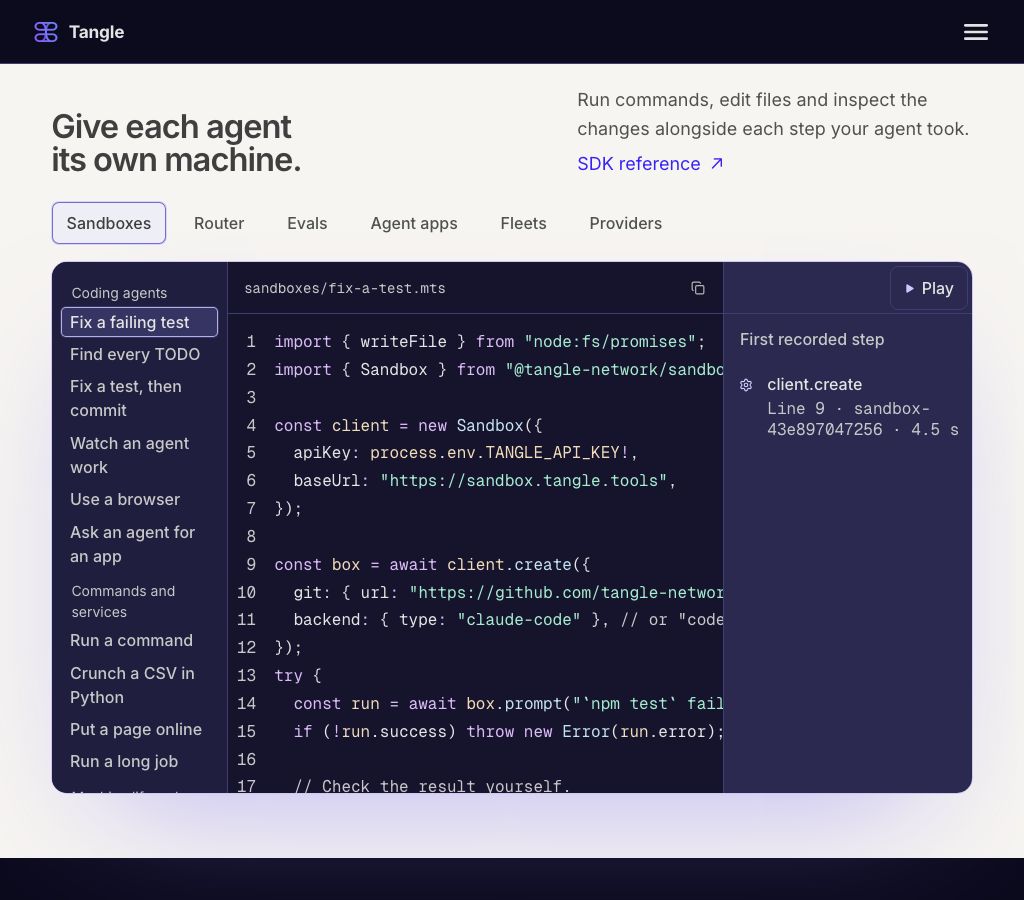 Tangle
Give each agent
its own machine.
Run commands, edit files and inspect the
changes alongside each step your agent took.
SDK reference ↗
Sandboxes
Router
Evals
Agent apps
Fleets
Providers
Coding agents
Fix a failing test
Find every TODO
Fix a test, then
commit
Watch an agent
work
Use a browser
Ask an agent for
an app
Commands and
services
Run a command
Crunch a CSV in
Python
Put a page online
Run a long job
sandboxes/fix-a-test.mts
1 import { writeFile } from "node:fs/promises";
2 import { Sandbox } from "@tangle-network/sandbo
3
4 const client = new Sandbox({
5   apiKey: process.env.TANGLE_API_KEY!,
6   baseUrl: "https://sandbox.tangle.tools",
7 });
8
9 const box = await client.create({
10   git: { url: "https://github.com/tangle-networ
11   backend: { type: "claude-code" }, // or "code
12 });
13 try {
14   const run = await box.prompt("`npm test` fail
15   if (!run.success) throw new Error(run.error);
16
17   // Check the result yourself.
Play
First recorded step
client.create
Line 9 · sandbox-
43e897047256 · 4.5 s